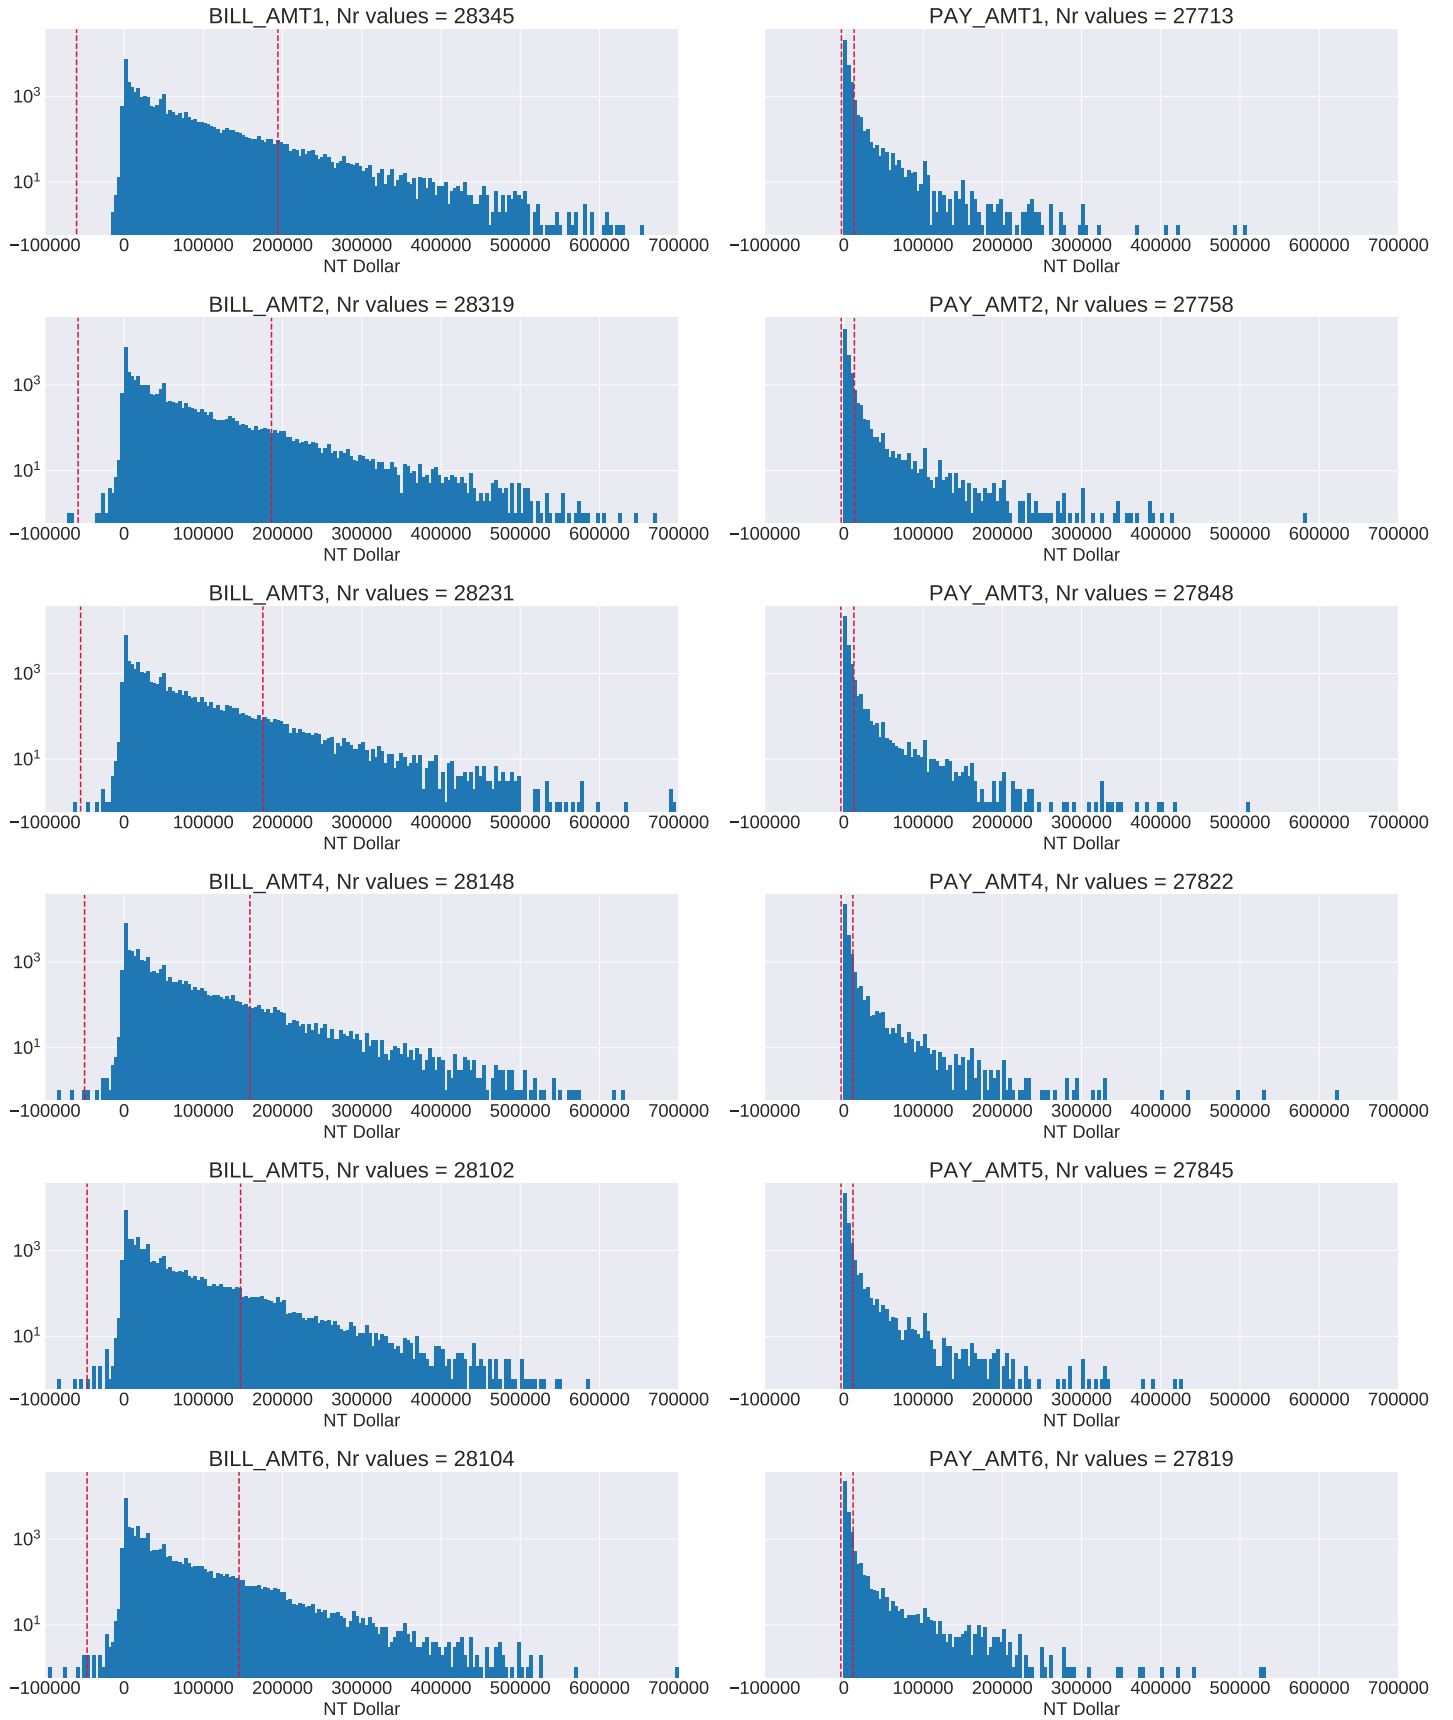 BILL_AMT1, Nr values = 28345
10³
10¹
−100000 0 100000 200000 300000 400000 500000 600000 700000
NT Dollar
PAY_AMT1, Nr values = 27713
−100000 0 100000 200000 300000 400000 500000 600000 700000
NT Dollar
BILL_AMT2, Nr values = 28319
10³
10¹
−100000 0 100000 200000 300000 400000 500000 600000 700000
NT Dollar
PAY_AMT2, Nr values = 27758
−100000 0 100000 200000 300000 400000 500000 600000 700000
NT Dollar
BILL_AMT3, Nr values = 28231
10³
10¹
−100000 0 100000 200000 300000 400000 500000 600000 700000
NT Dollar
PAY_AMT3, Nr values = 27848
−100000 0 100000 200000 300000 400000 500000 600000 700000
NT Dollar
BILL_AMT4, Nr values = 28148
10³
10¹
−100000 0 100000 200000 300000 400000 500000 600000 700000
NT Dollar
PAY_AMT4, Nr values = 27822
−100000 0 100000 200000 300000 400000 500000 600000 700000
NT Dollar
BILL_AMT5, Nr values = 28102
10³
10¹
−100000 0 100000 200000 300000 400000 500000 600000 700000
NT Dollar
PAY_AMT5, Nr values = 27845
−100000 0 100000 200000 300000 400000 500000 600000 700000
NT Dollar
BILL_AMT6, Nr values = 28104
10³
10¹
−100000 0 100000 200000 300000 400000 500000 600000 700000
NT Dollar
PAY_AMT6, Nr values = 27819
−100000 0 100000 200000 300000 400000 500000 600000 700000
NT Dollar